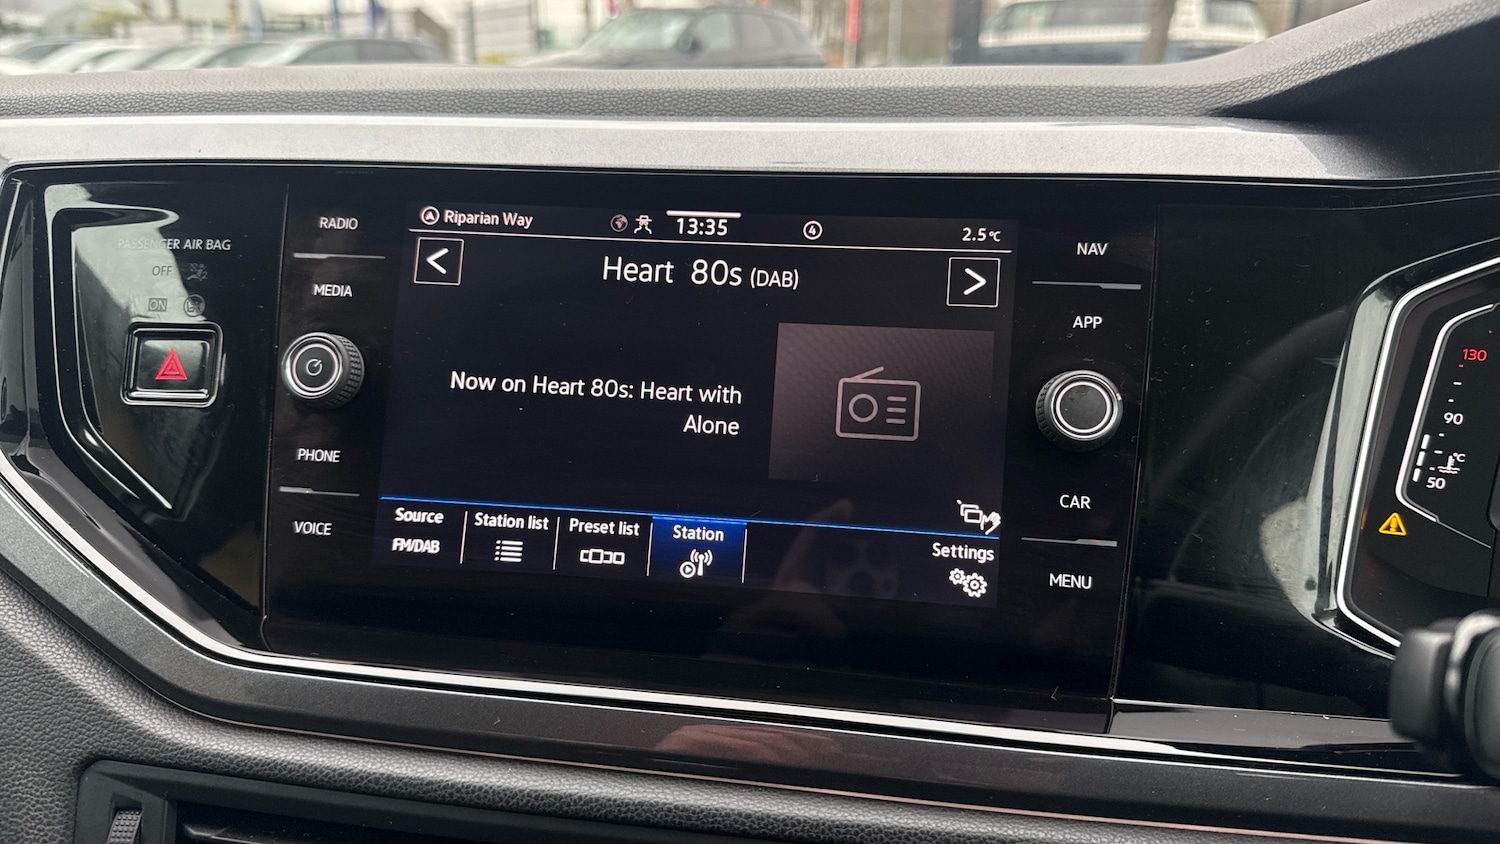 PASSENGER AIR BAG
OFF
ON
RADIO
MEDIA
PHONE
VOICE
Riparian Way
13:35
4
2.5°C
Heart 80s (DAB)
Now on Heart 80s: Heart with
Alone
Source
FM/DAB
Station list
Preset list
Station
Settings
NAV
APP
CAR
MENU
130
90
°C
50